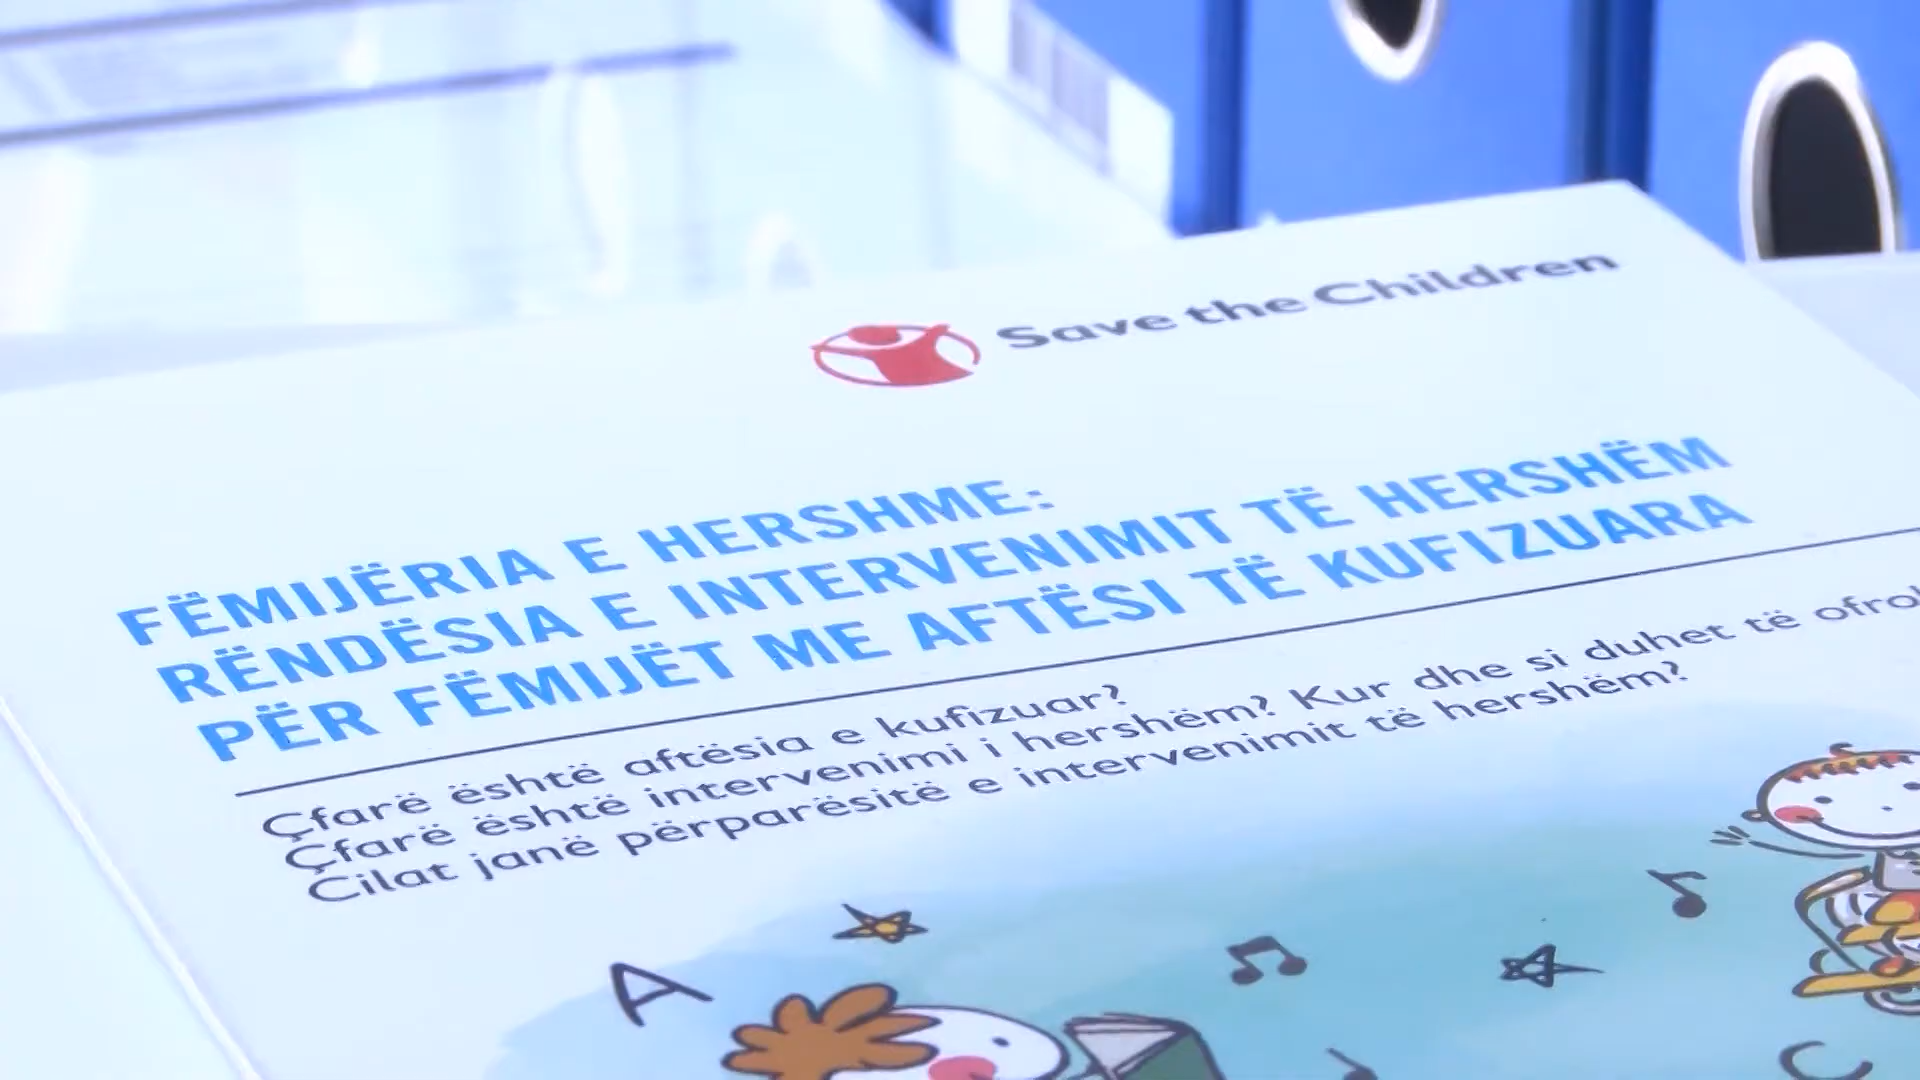 Save the Children
FËMIJËRIA E HERSHME:
RËNDËSIA E INTERVENIMIT TË HERSHËM
PËR FËMIJËT ME AFTËSI TË KUFIZUARA
Çfarë është aftësia e kufizuar?
Çfarë është intervenimi i hershëm? Kur dhe si duhet të
Cilat janë përparësitë e intervenimit të hershëm?
A
C